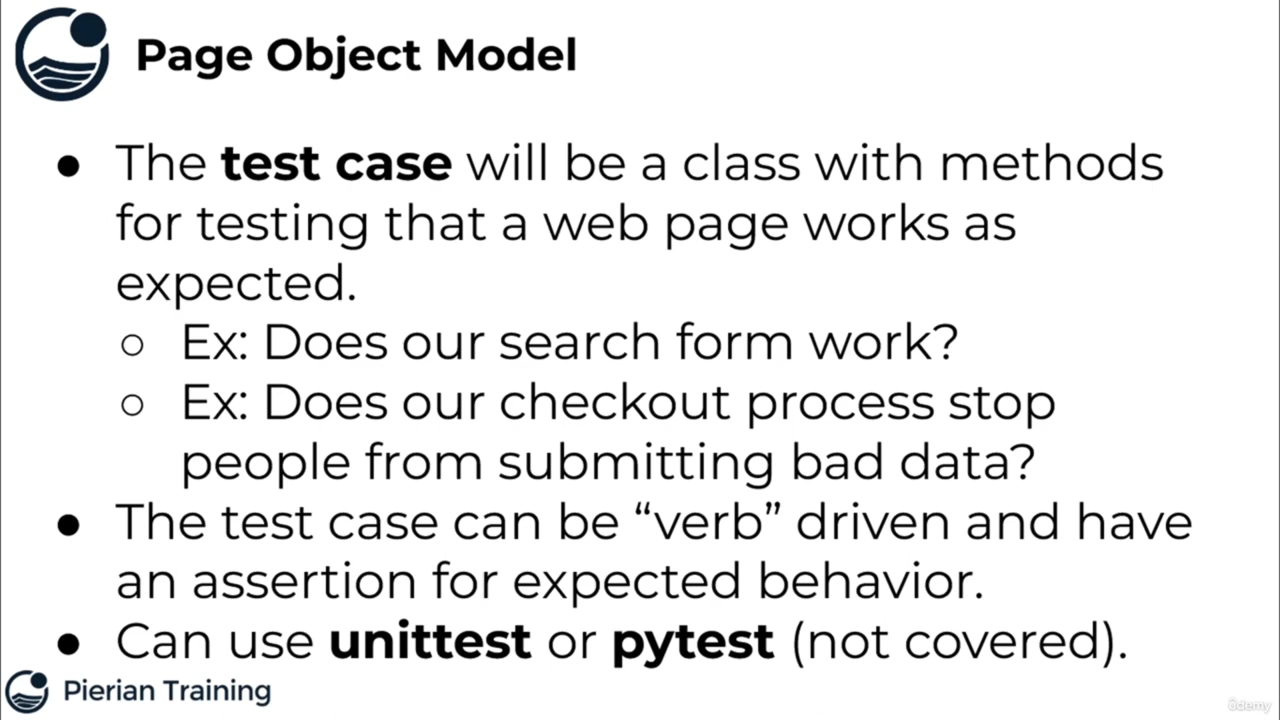 Page Object Model
● The test case will be a class with methods
for testing that a web page works as
expected.
○ Ex: Does our search form work?
○ Ex: Does our checkout process stop
people from submitting bad data?
● The test case can be “verb” driven and have
an assertion for expected behavior.
● Can use unittest or pytest (not covered).
Pierian Training
ûdemy